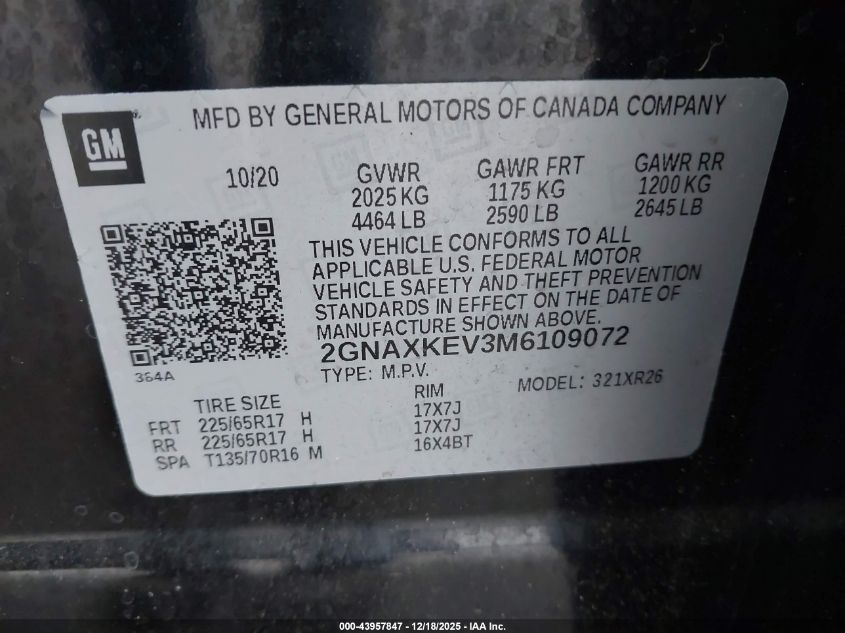 GM
MFD BY GENERAL MOTORS OF CANADA COMPANY
10/20 GVWR GAWR FRT GAWR RR
2025 KG 1175 KG 1200 KG
4464 LB 2590 LB 2645 LB
THIS VEHICLE CONFORMS TO ALL
APPLICABLE U.S. FEDERAL MOTOR
VEHICLE SAFETY AND THEFT PREVENTION
STANDARDS IN EFFECT ON THE DATE OF
MANUFACTURE SHOWN ABOVE.
2GNAXKEV3M6109072
364A
TYPE: M.P.V. MODEL: 321XR26
TIRE SIZE RIM
FRT 225/65R17 H 17X7J
RR 225/65R17 H 17X7J
SPA T135/70R16 M 16X4BT
000-43957847 - 12/18/2025 - IAA Inc.